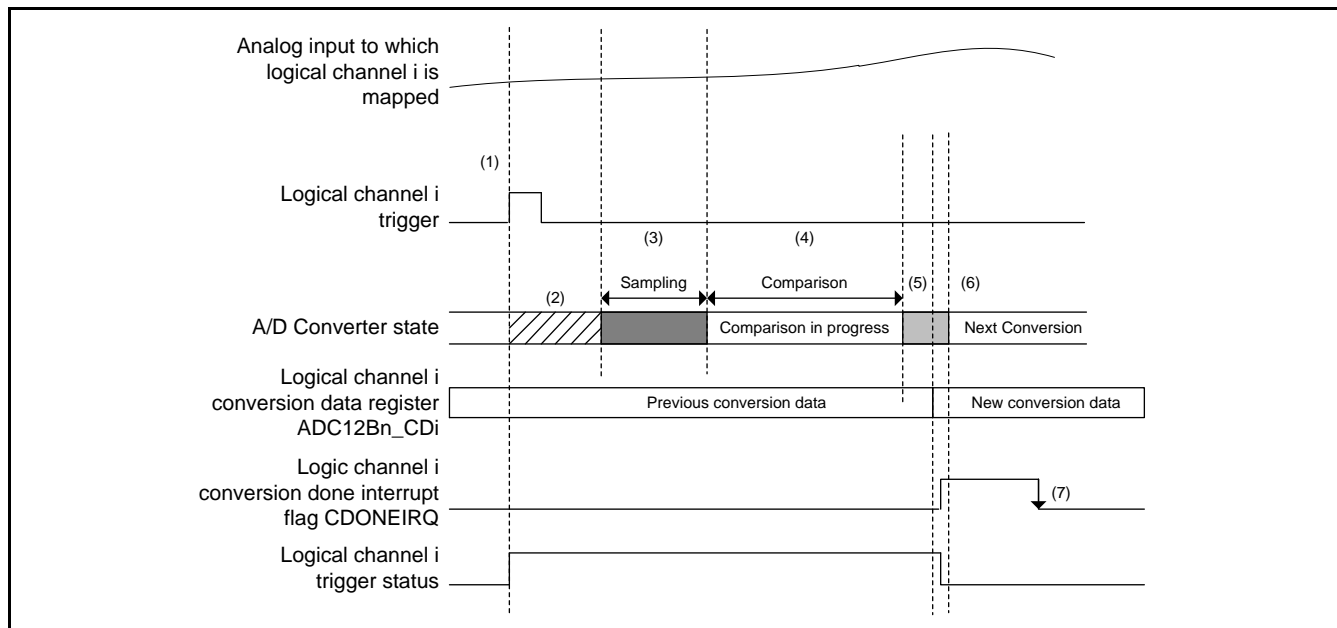 Analog input to which
logical channel i is
mapped
(1)
Logical channel i
trigger
(3)
(4)
(2)
Sampling
Comparison
(5)
(6)
A/D Converter state
Comparison in progress
Next Conversion
Logical channel i
conversion data register
ADC12Bn_CDi
Previous conversion data
New conversion data
Logic channel i
conversion done interrupt
flag CDONEIRQ
(7)
Logical channel i
trigger status